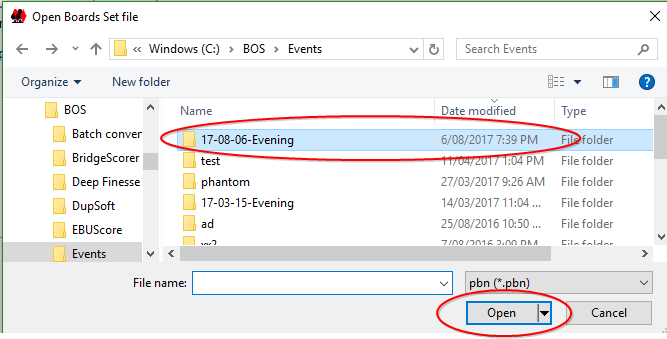 Open Boards Set file
« Windows (C:) > BOS > Events
Search Events
Organize
New folder
Name
Date modified
Type
BOS
Batch conver
BridgeScorer
Deep Finesse
DupSoft
EBUScore
Events
17-08-06-Evening 6/08/2017 7:39 PM File folder
test 11/04/2017 1:04 PM File folder
phantom 27/03/2017 9:26 AM File folder
17-03-15-Evening 14/03/2017 11:04 ... File folder
ad 25/08/2016 10:50 ... File folder
7/08/2016 3:09 PM File folder
File name:
pbn (*.pbn)
Open
Cancel